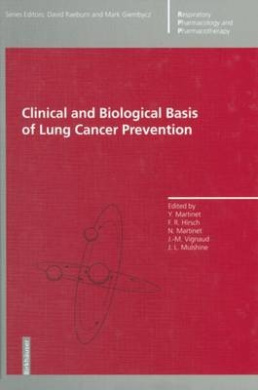 Series Editors: David Raeburn and Mark Giembycz
Respiratory
Pharmacology and
Pharmacotherapy
Clinical and Biological Basis
of Lung Cancer Prevention
Edited by
Y. Martinet
F. R. Hirsch
N. Martinet
J.-M. Vignaud
J. L. Mulshine
Birkhäuser